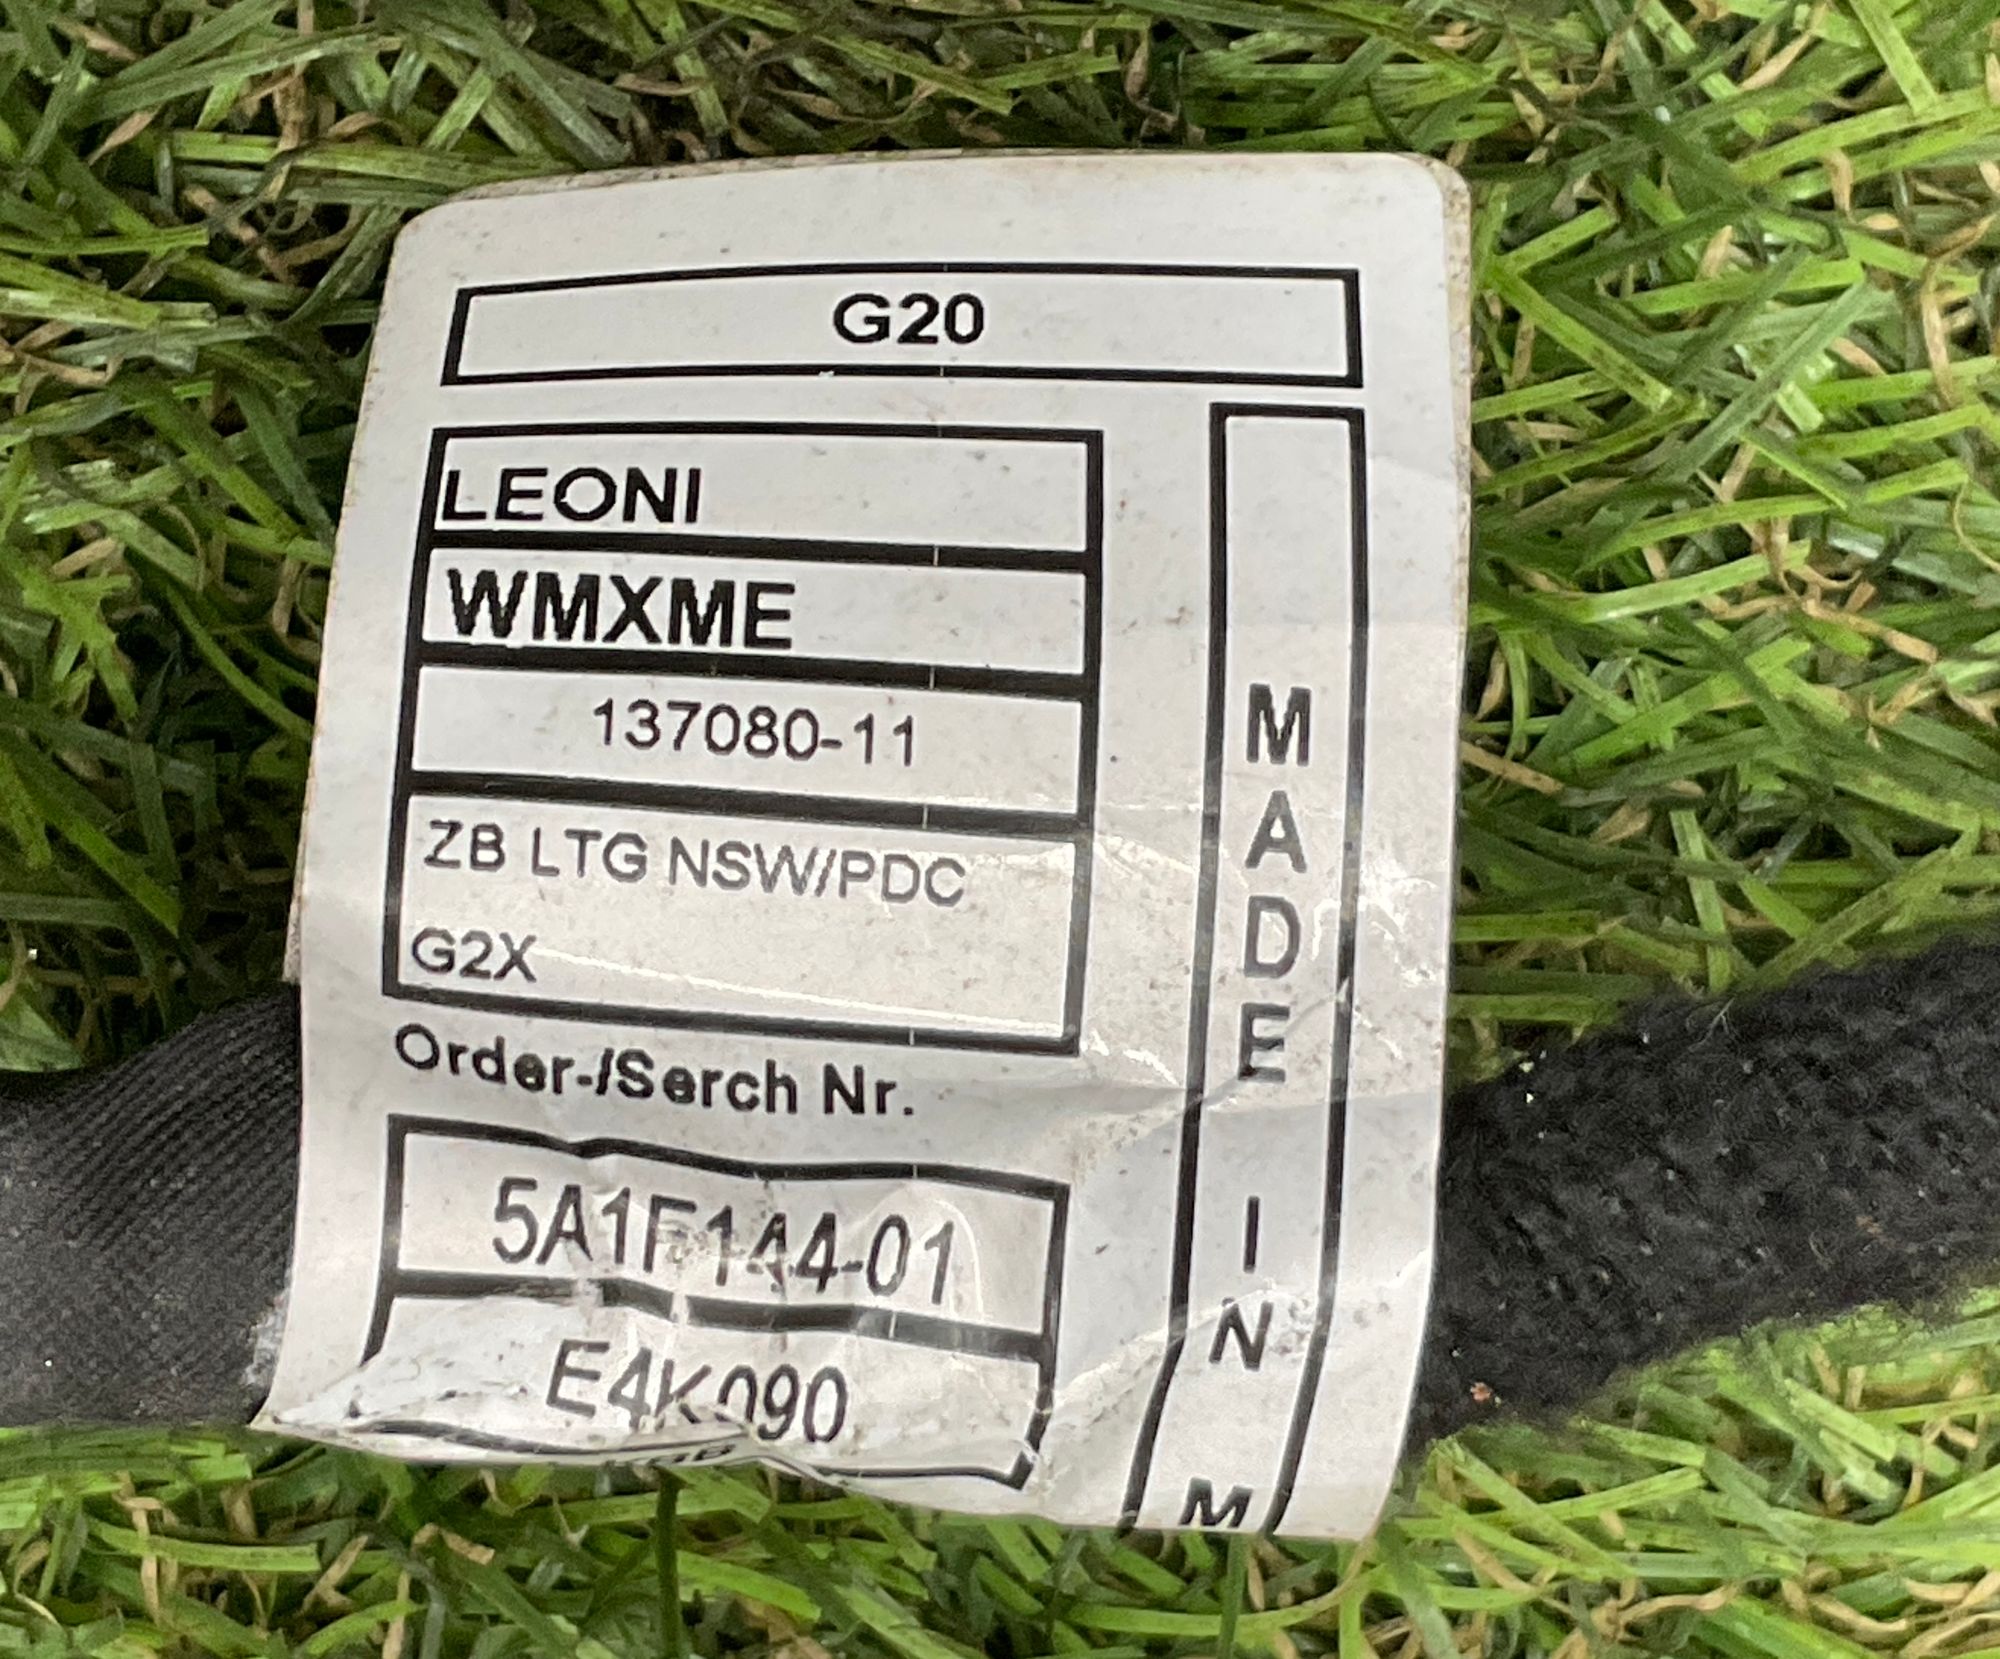 G20
LEONI
WMXME
137080-11
ZB LTG NSW/PDC
G2X
Order-/Serch Nr.
5A1F144-01
E4K090
MADE IN M